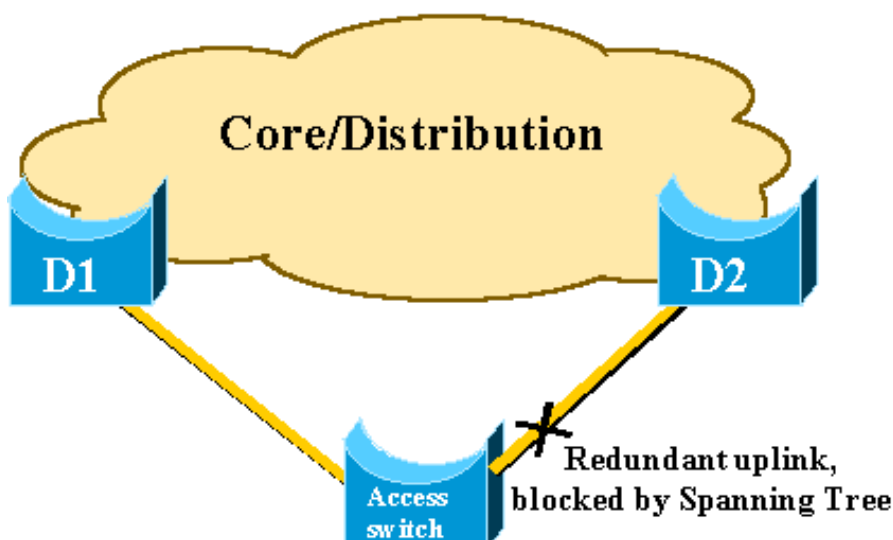 Core/Distribution
D1
D2
Redundant uplink,
blocked by Spanning Tree
Access
switch